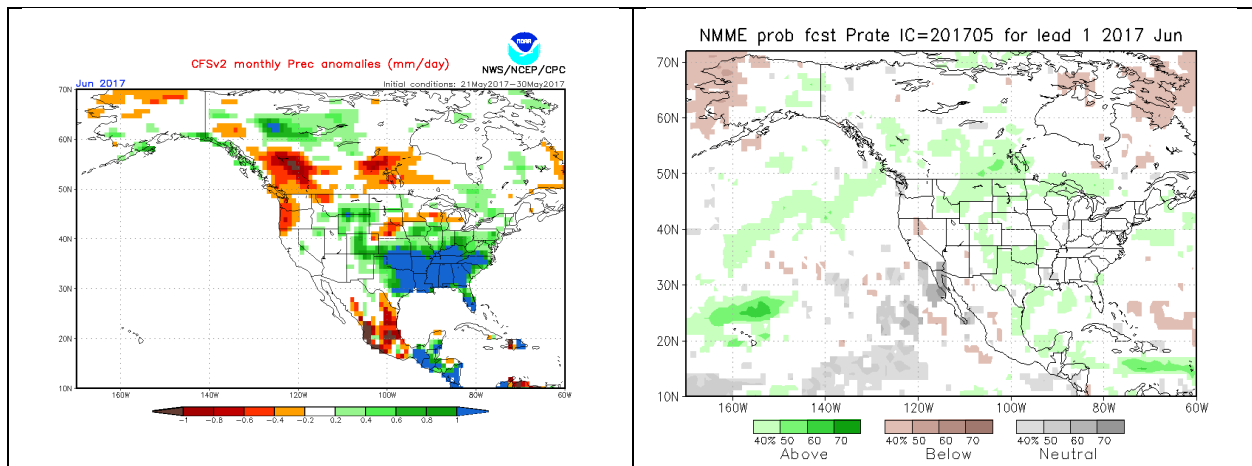 NOAA
NWS/NCEP/CPC
CFSv2 monthly Prec anomalies (mm/day)
Jun 2017
Initial conditions: 21May2017-30May2017
70N
60N
50N
40N
30N
20N
10N
160W 140W 120W 100W 80W 60W
-1 -0.8 -0.6 -0.4 -0.2 0.2 0.4 0.6 0.8 1
NMME prob fcst Prate IC=201705 for lead 1 2017 Jun
70N
60N
50N
40N
30N
20N
10N
160W 140W 120W 100W 80W 60W
40% 50 60 70 40% 50 60 70 40% 50 60 70
Above Below Neutral